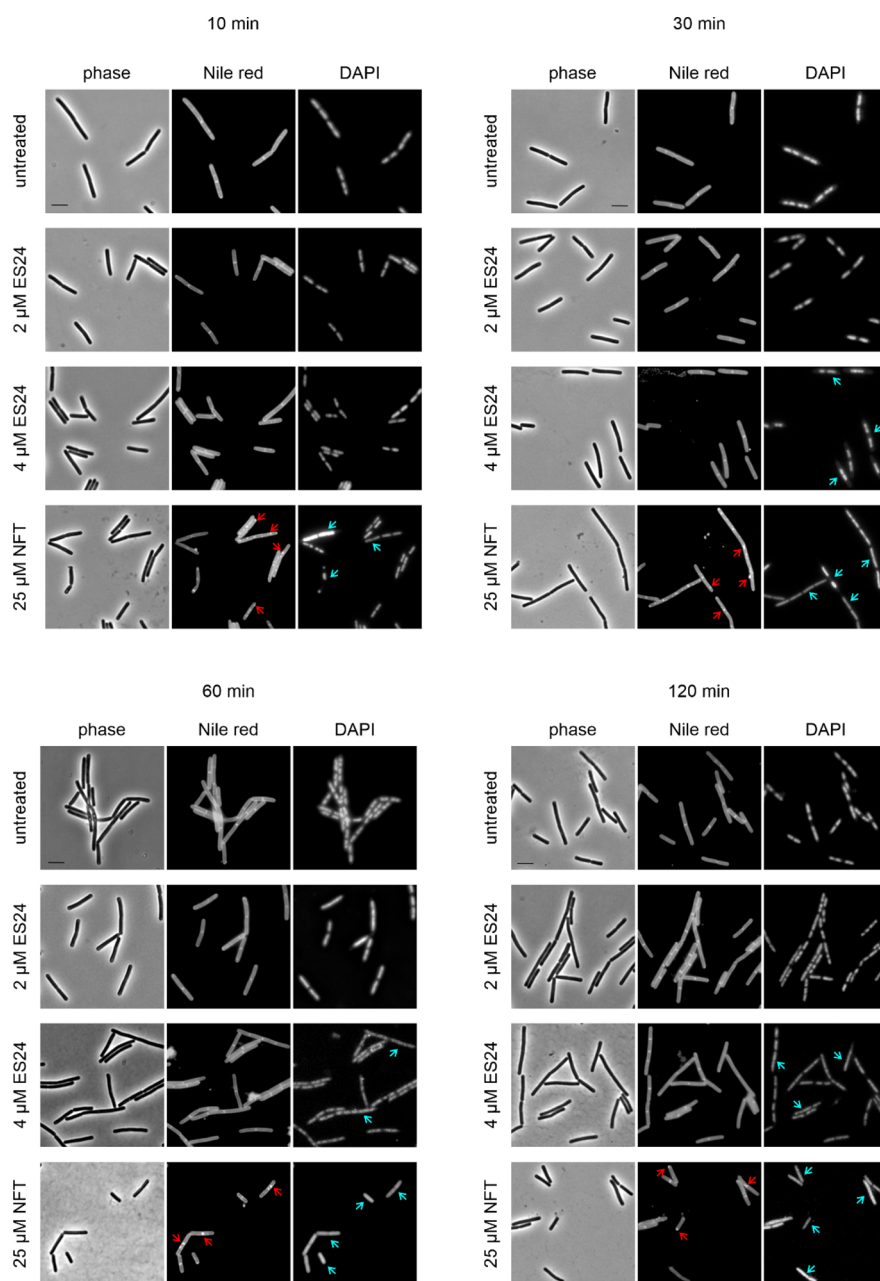 10 min
30 min
phase Nile red DAPI
phase Nile red DAPI
untreated
untreated
2 µM ES24
2 µM ES24
4 µM ES24
4 µM ES24
25 µM NFT
25 µM NFT
60 min
120 min
phase Nile red DAPI
phase Nile red DAPI
untreated
untreated
2 µM ES24
2 µM ES24
4 µM ES24
4 µM ES24
25 µM NFT
25 µM NFT